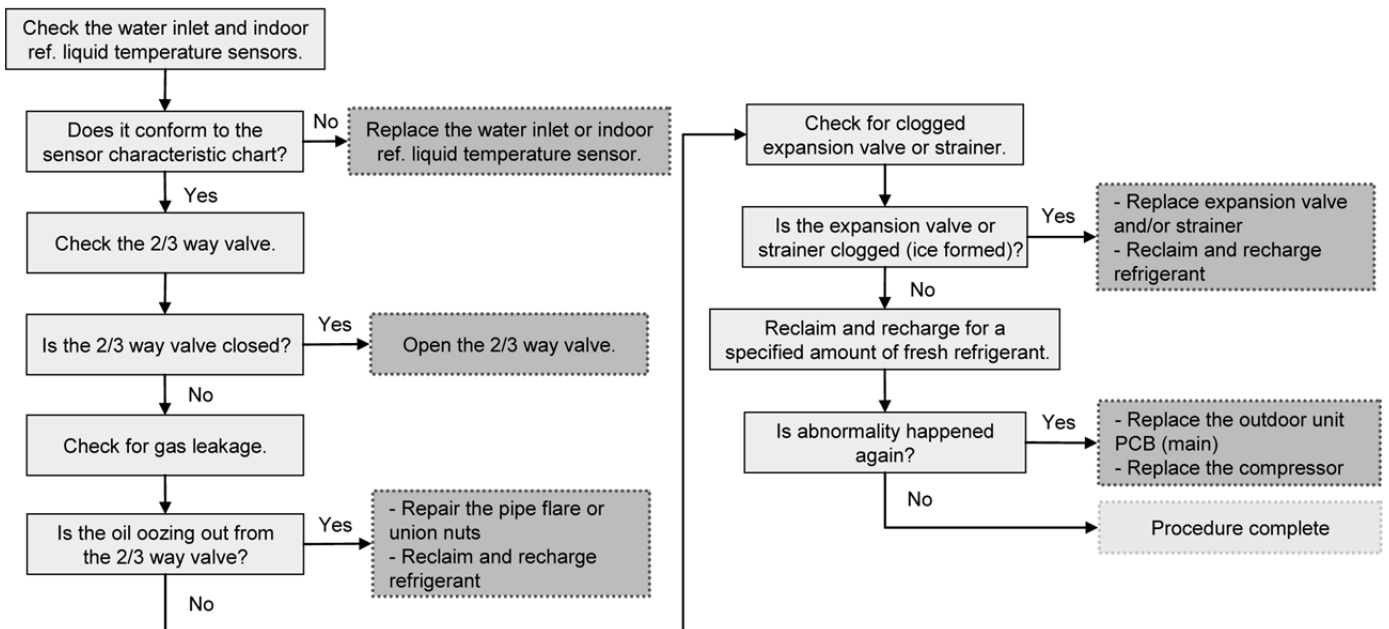 Check the water inlet and indoor
ref. liquid temperature sensors.
Does it conform to the
sensor characteristic chart?
No
Replace the water inlet or indoor
ref. liquid temperature sensor.
Yes
Check the 2/3 way valve.
Is the 2/3 way valve closed?
Yes
Open the 2/3 way valve.
No
Check for gas leakage.
Is the oil oozing out from
the 2/3 way valve?
Yes
- Repair the pipe flare or
union nuts
- Reclaim and recharge
refrigerant
No
Check for clogged
expansion valve or strainer.
Is the expansion valve or
strainer clogged (ice formed)?
Yes
- Replace expansion valve
and/or strainer
- Reclaim and recharge
refrigerant
No
Reclaim and recharge for a
specified amount of fresh refrigerant.
Is abnormality happened
again?
Yes
- Replace the outdoor unit
PCB (main)
- Replace the compressor
No
Procedure complete